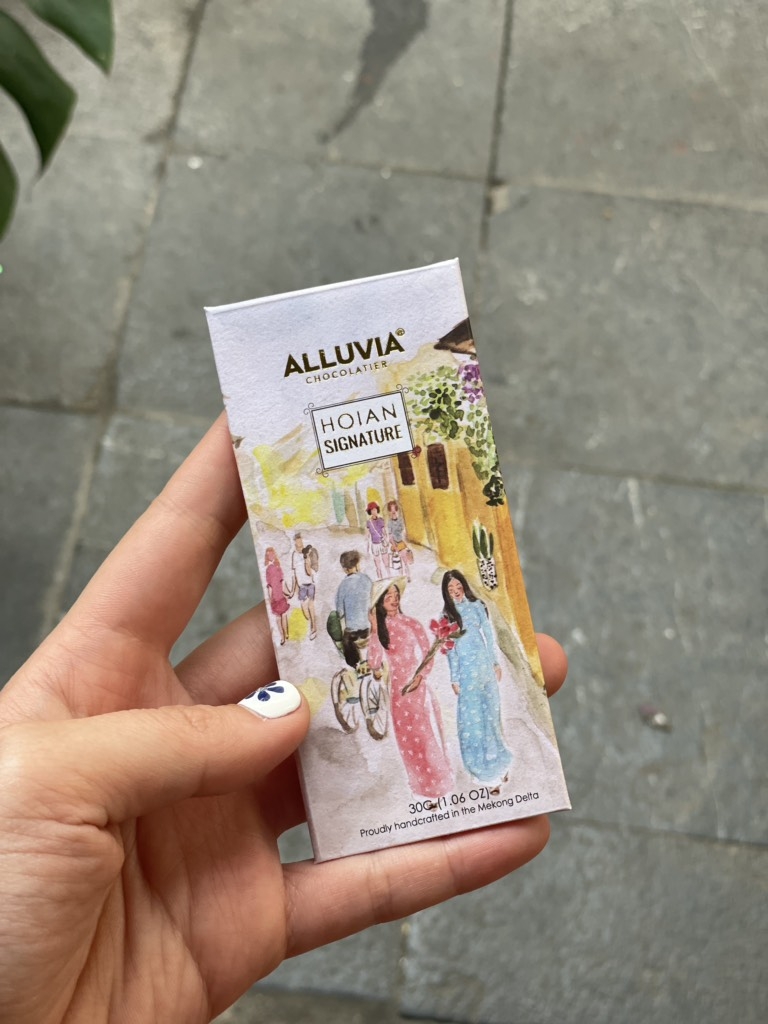 ALLUVIA®
CHOCOLATIER
HOIAN
SIGNATURE
30G (1.06 OZ)
Proudly handcrafted in the Mekong Delta